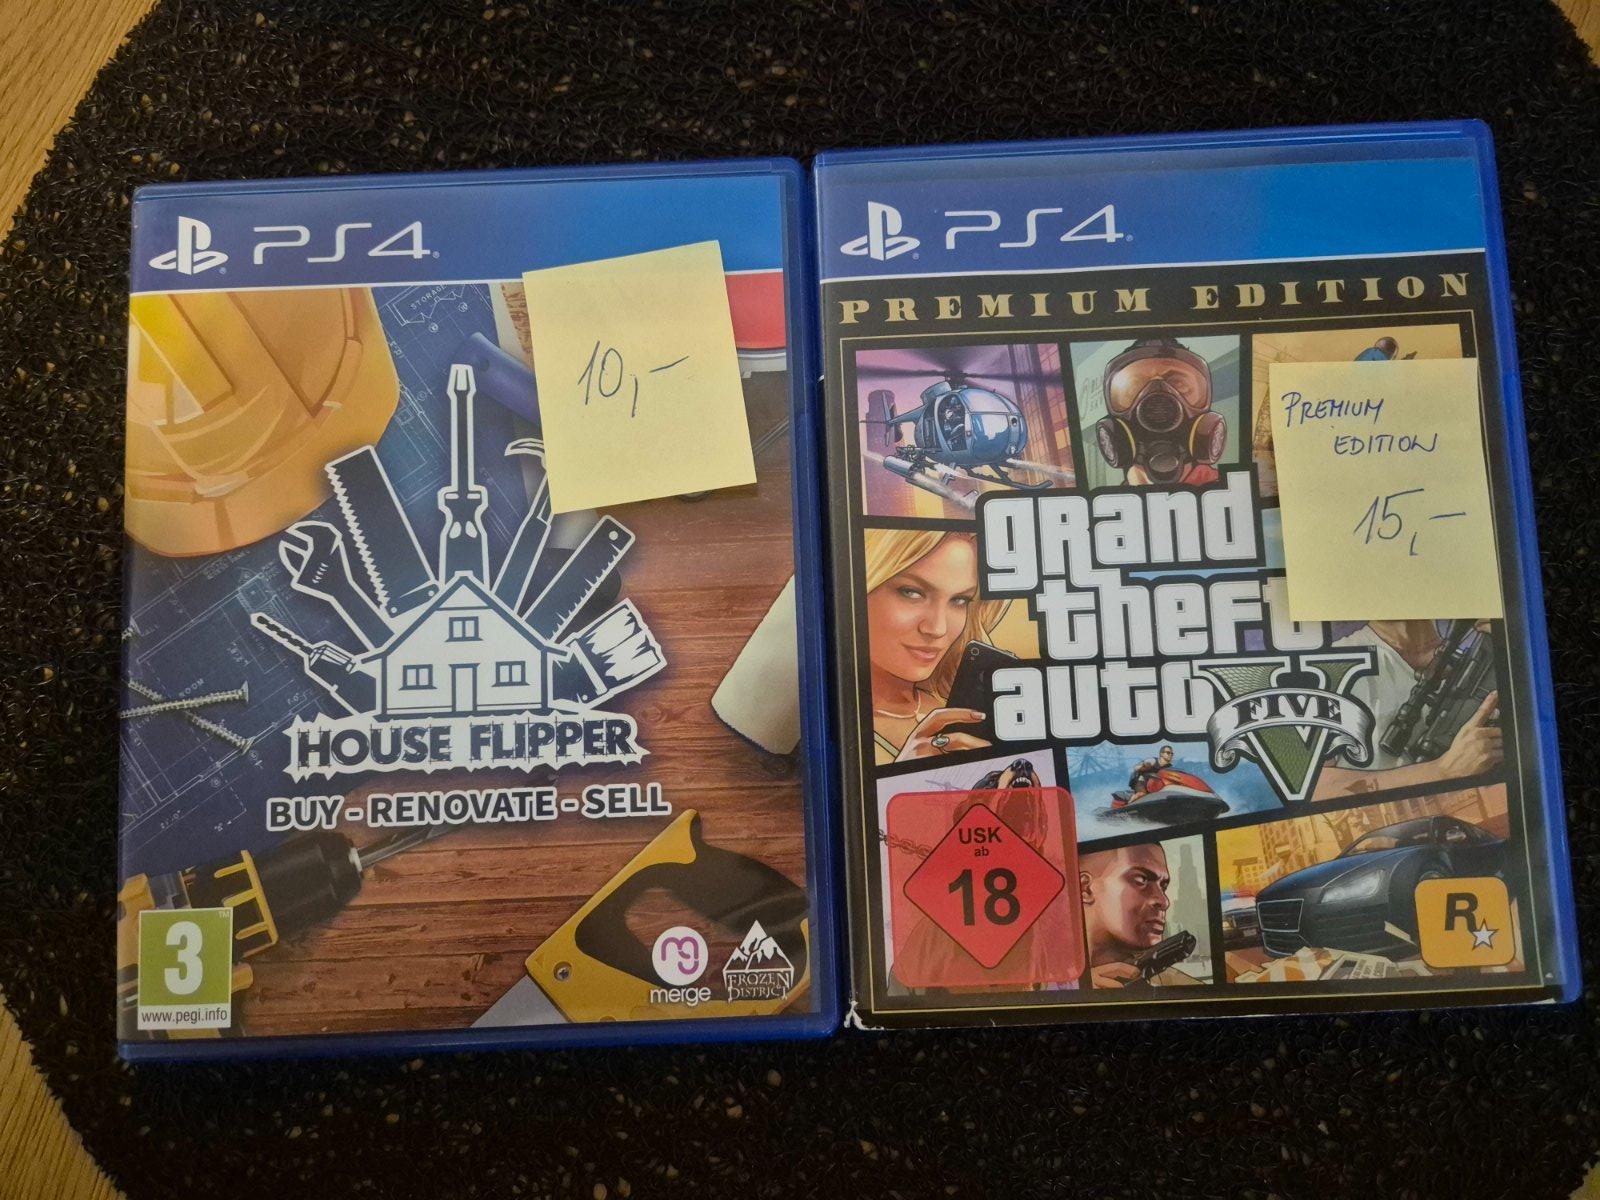 PS4
10,-
STORAGE
HOUSE FLIPPER
BUY - RENOVATE - SELL
3
www.pegi.info
merge
FROZEN
DISTRICT
PS4
PREMIUM EDITION
PREMIUM
EDITION
15,-
grand
theft
auto
V
FIVE
USK
ab
18
R